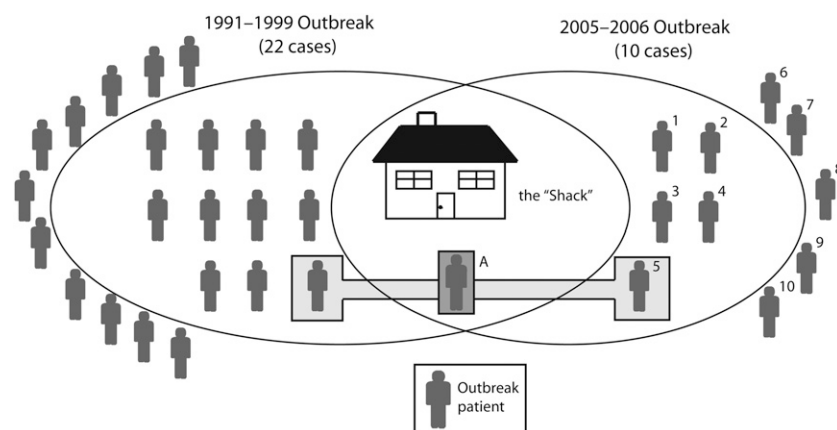 1991–1999 Outbreak
(22 cases)
2005–2006 Outbreak
(10 cases)
6
7
1
2
8
the "Shack"
3
4
9
A
5
10
Outbreak
patient